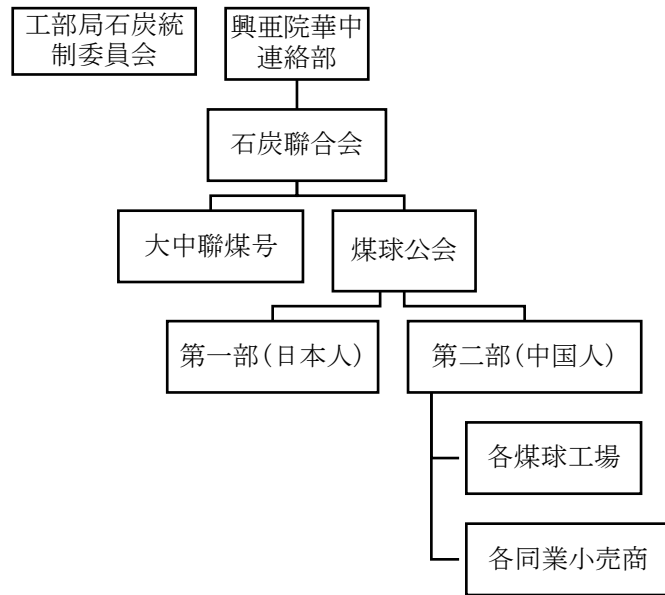 工部局石炭統
制委員会
興亜院華中
連絡部
石炭聯合会
大中聯煤号
煤球公会
第一部(日本人)
第二部(中国人)
各煤球工場
各同業小売商